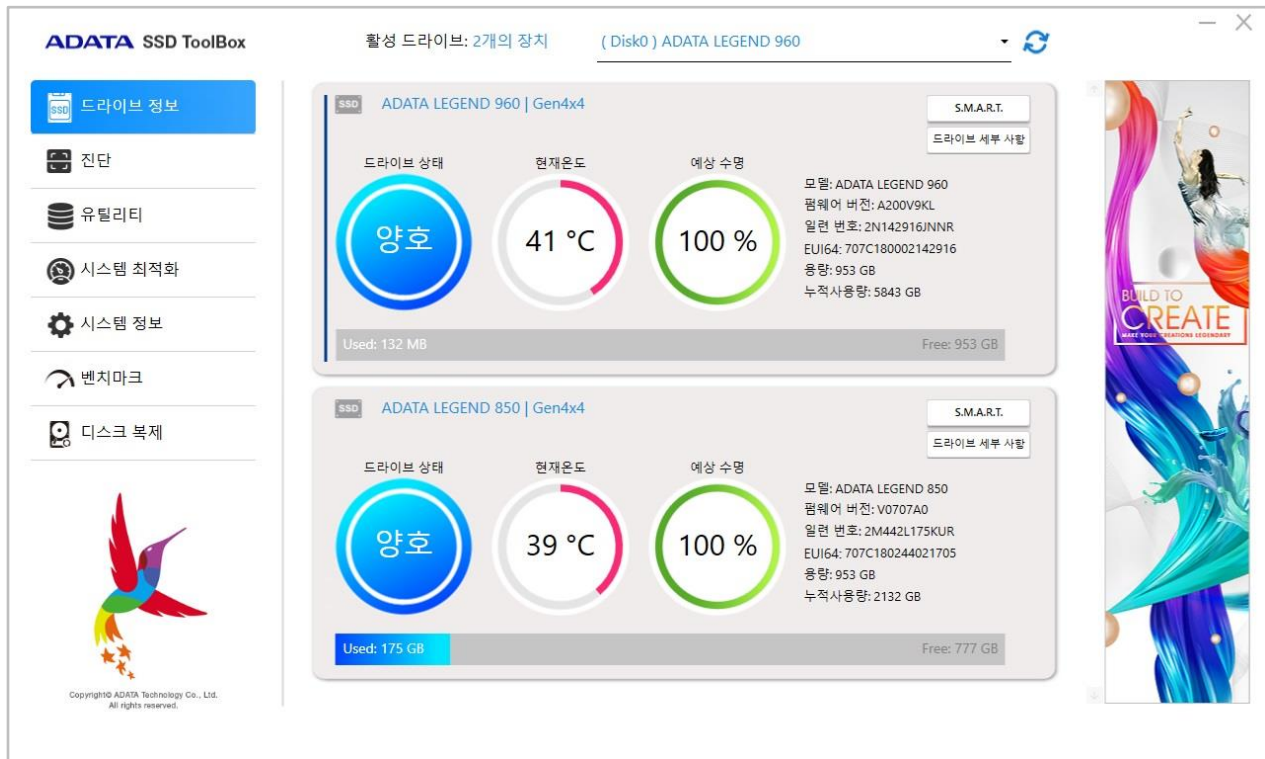 ADATA SSD ToolBox
활성 드라이브: 2개의 장치
( Disk0 ) ADATA LEGEND 960
드라이브 정보
진단
유틸리티
시스템 최적화
시스템 정보
벤치마크
디스크 복제
Copyright© ADATA Technology Co., Ltd.
All rights reserved.
SSD ADATA LEGEND 960 | Gen4x4
S.M.A.R.T.
드라이브 세부 사항
드라이브 상태
현재온도
예상 수명
양호
41 °C
100 %
모델: ADATA LEGEND 960
펌웨어 버전: A200V9KL
일련 번호: 2N142916JNNR
EUI64: 707C180002142916
용량: 953 GB
누적사용량: 5843 GB
Used: 132 MB
Free: 953 GB
SSD ADATA LEGEND 850 | Gen4x4
S.M.A.R.T.
드라이브 세부 사항
드라이브 상태
현재온도
예상 수명
양호
39 °C
100 %
모델: ADATA LEGEND 850
펌웨어 버전: V0707A0
일련 번호: 2M442L175KUR
EUI64: 707C180244021705
용량: 953 GB
누적사용량: 2132 GB
Used: 175 GB
Free: 777 GB
BUILD TO
CREATE
MAKE YOUR CREATIONS LEGENDARY